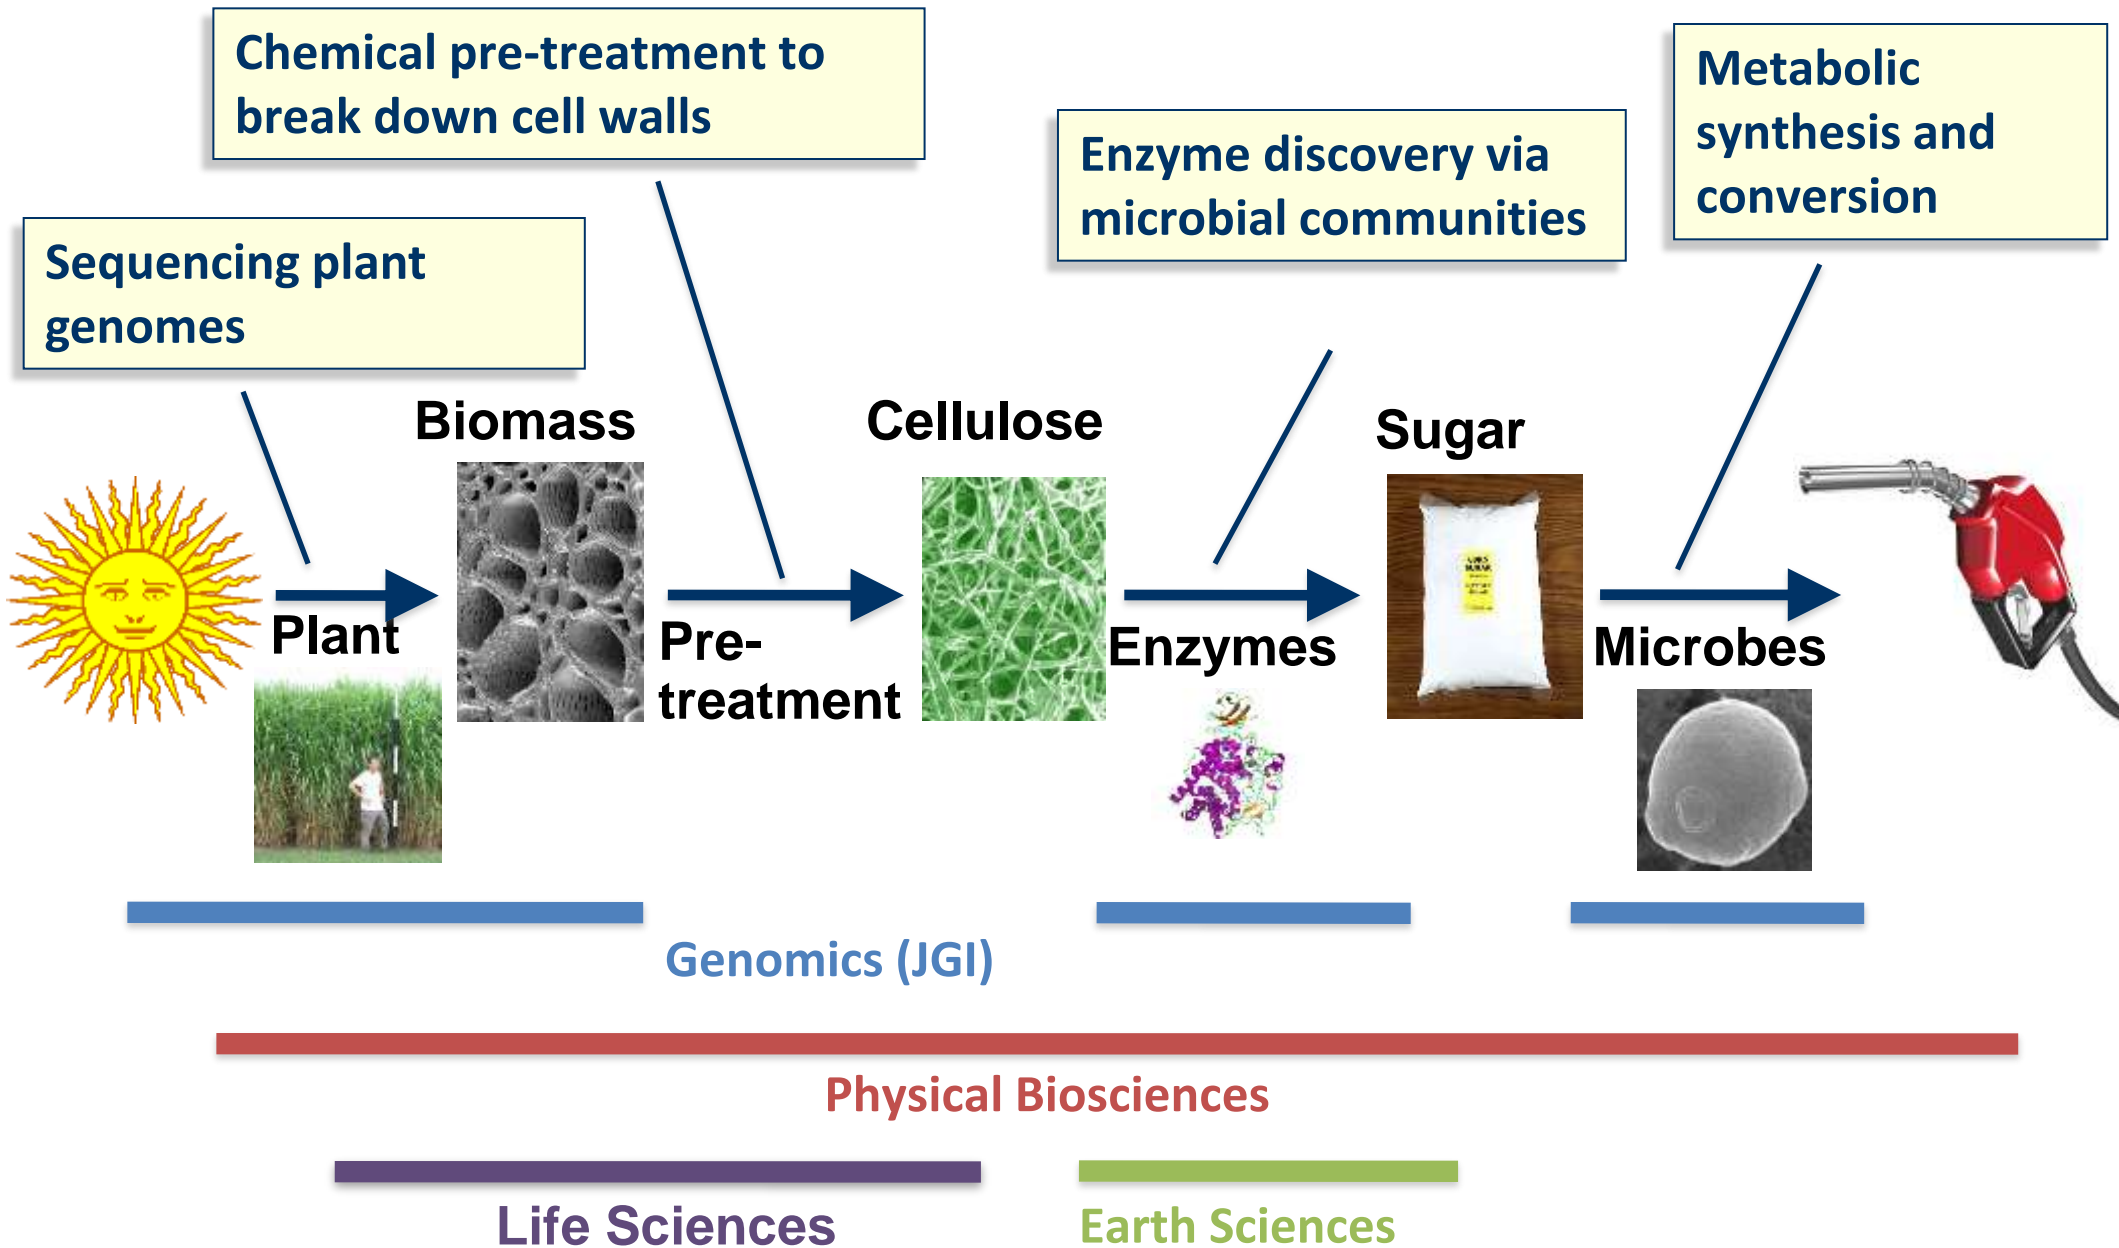 Chemical pre-treatment to
break down cell walls
Metabolic
synthesis and
conversion
Enzyme discovery via
microbial communities
Sequencing plant
genomes
Biomass
Cellulose
Sugar
Plant
Pre-
treatment
Enzymes
Microbes
Genomics (JGI)
Physical Biosciences
Life Sciences
Earth Sciences